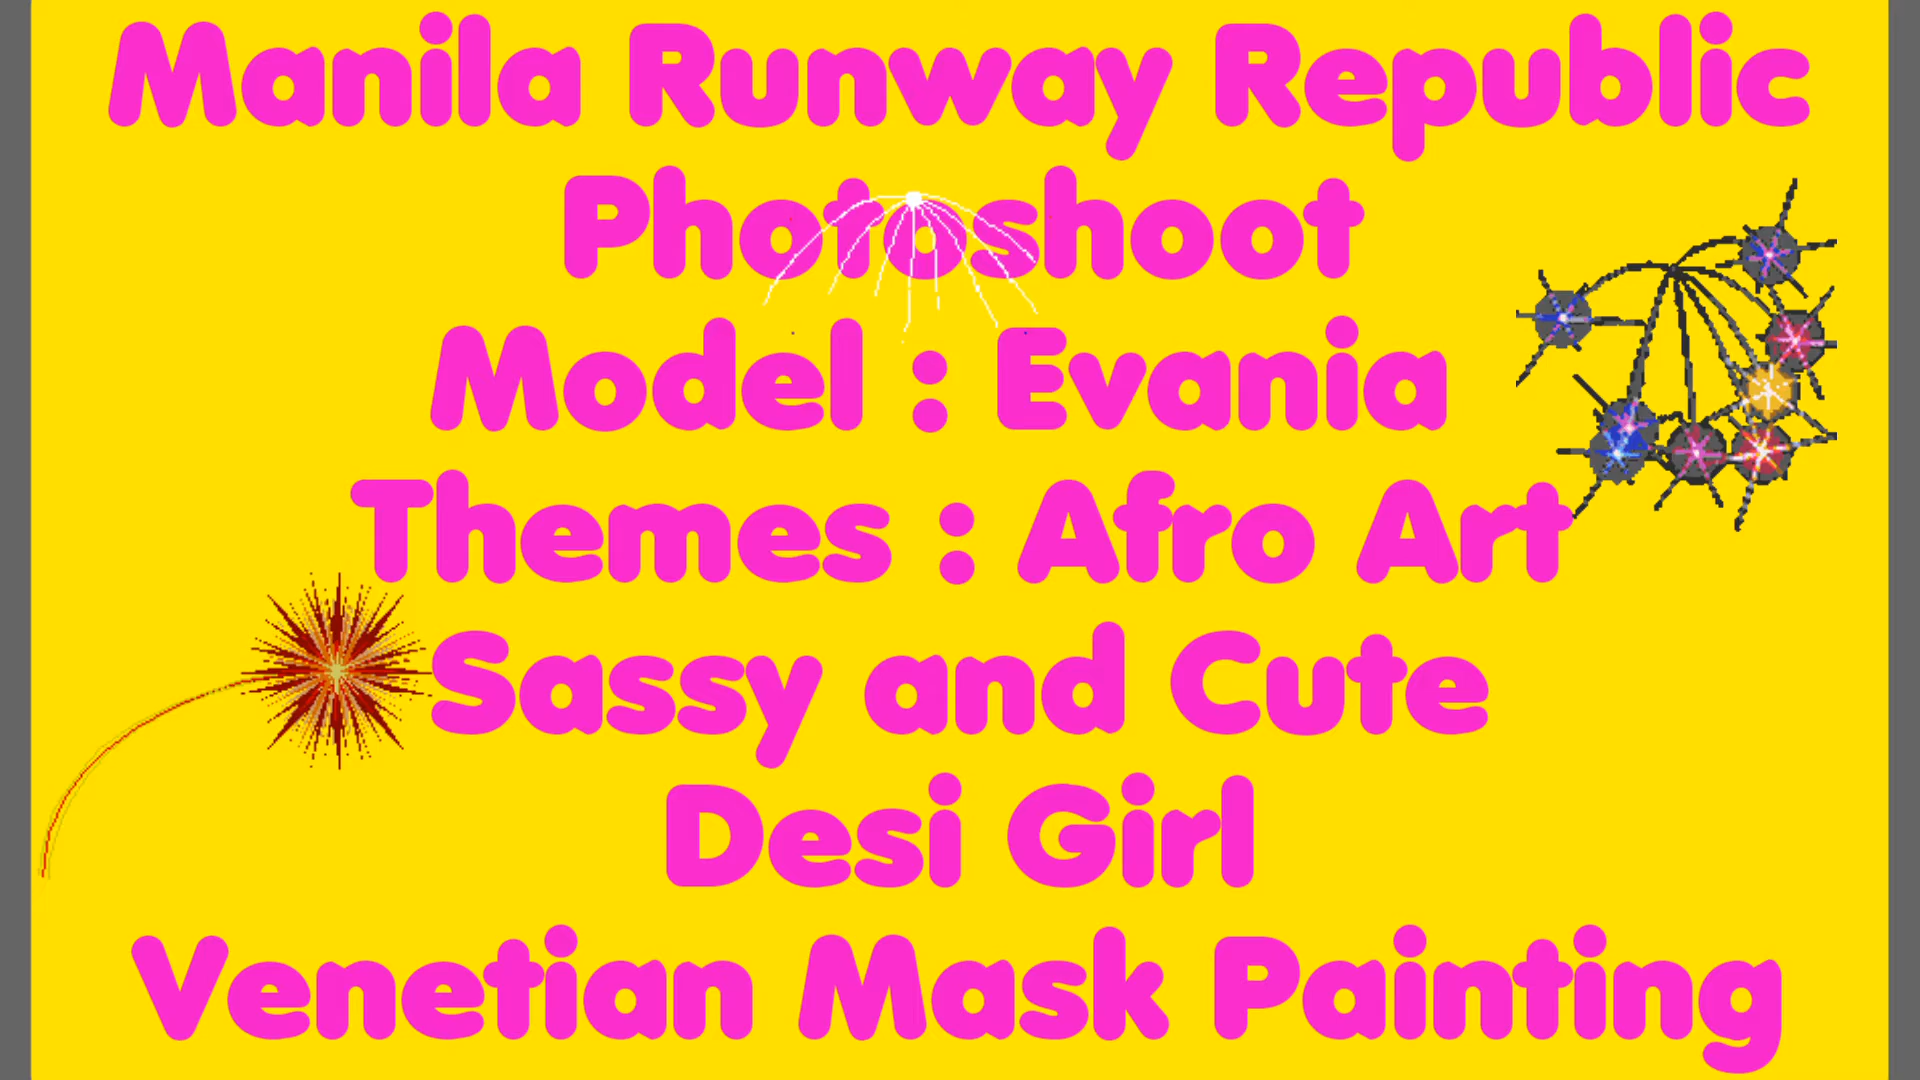 Manila Runway Republic
Photoshoot
Model : Evania
Themes : Afro Art
Sassy and Cute
Desi Girl
Venetian Mask Painting